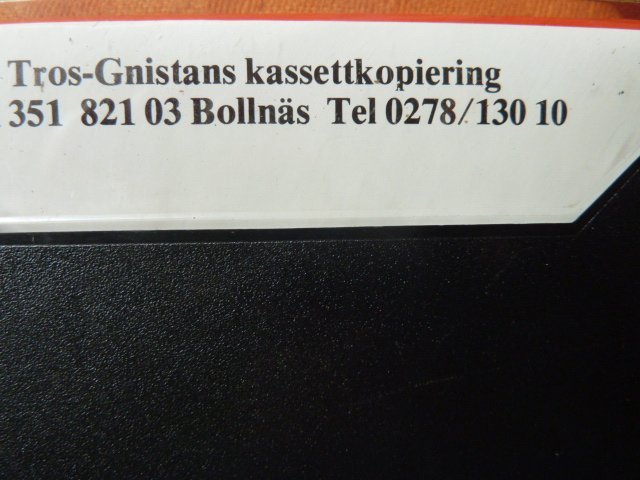 Tros-Gnistans kassettkopiering
351 821 03 Bollnäs Tel 0278/130 10